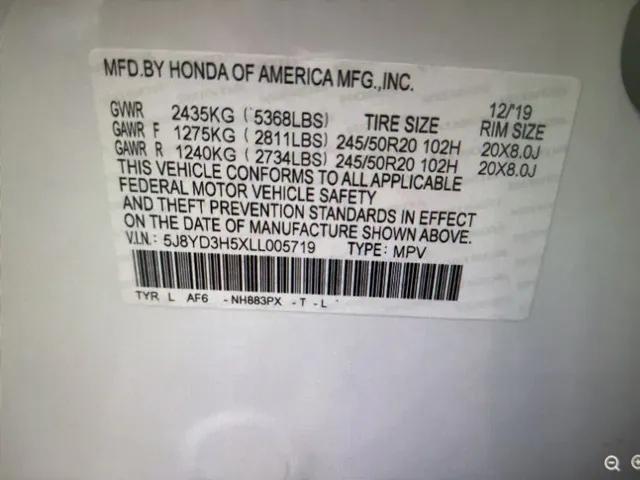 MFD.BY HONDA OF AMERICA MFG.,INC.
12/'19
GVWR 2435KG ( 5368LBS) TIRE SIZE RIM SIZE
GAWR F 1275KG ( 2811LBS) 245/50R20 102H 20X8.0J
GAWR R 1240KG ( 2734LBS) 245/50R20 102H 20X8.0J
THIS VEHICLE CONFORMS TO ALL APPLICABLE
FEDERAL MOTOR VEHICLE SAFETY
AND THEFT PREVENTION STANDARDS IN EFFECT
ON THE DATE OF MANUFACTURE SHOWN ABOVE.
V.I.N.: 5J8YD3H5XLL005719 TYPE: MPV
TYR L AF6 - NH883PX - T - L